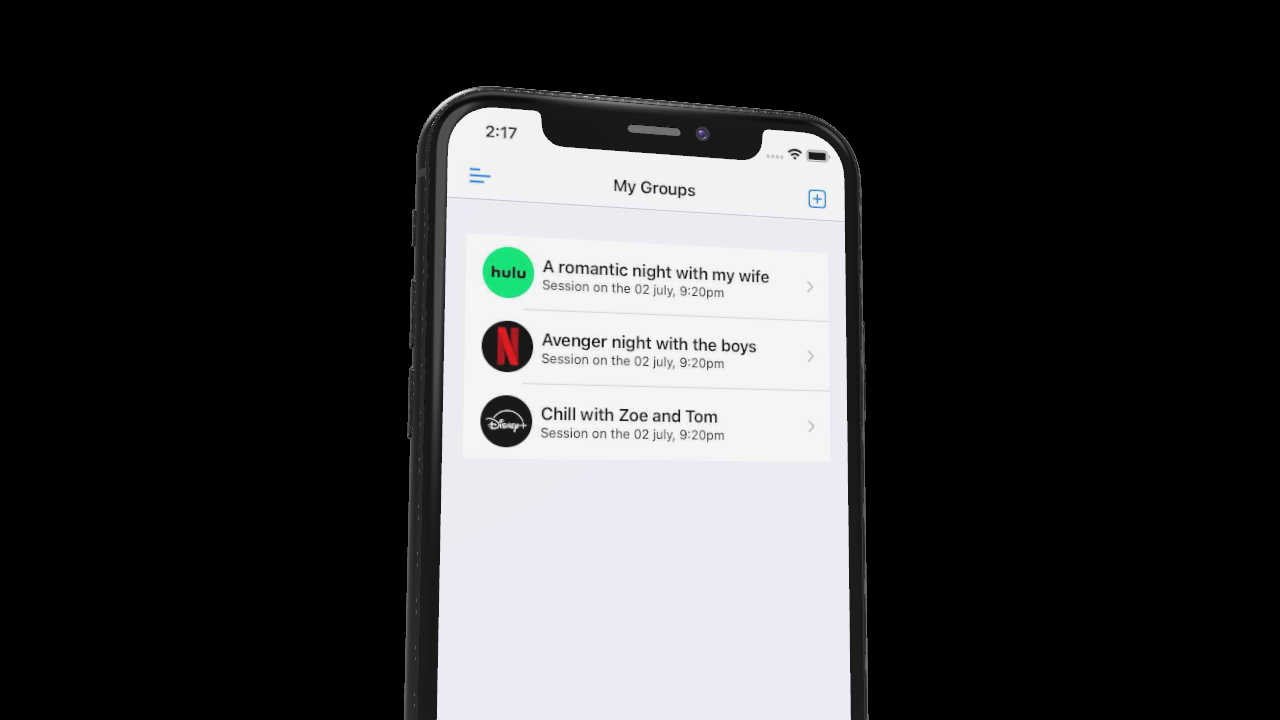 2:17
My Groups
hulu
A romantic night with my wife
Session on the 02 july, 9:20pm
N
Avenger night with the boys
Session on the 02 july, 9:20pm
Disney+
Chill with Zoe and Tom
Session on the 02 july, 9:20pm